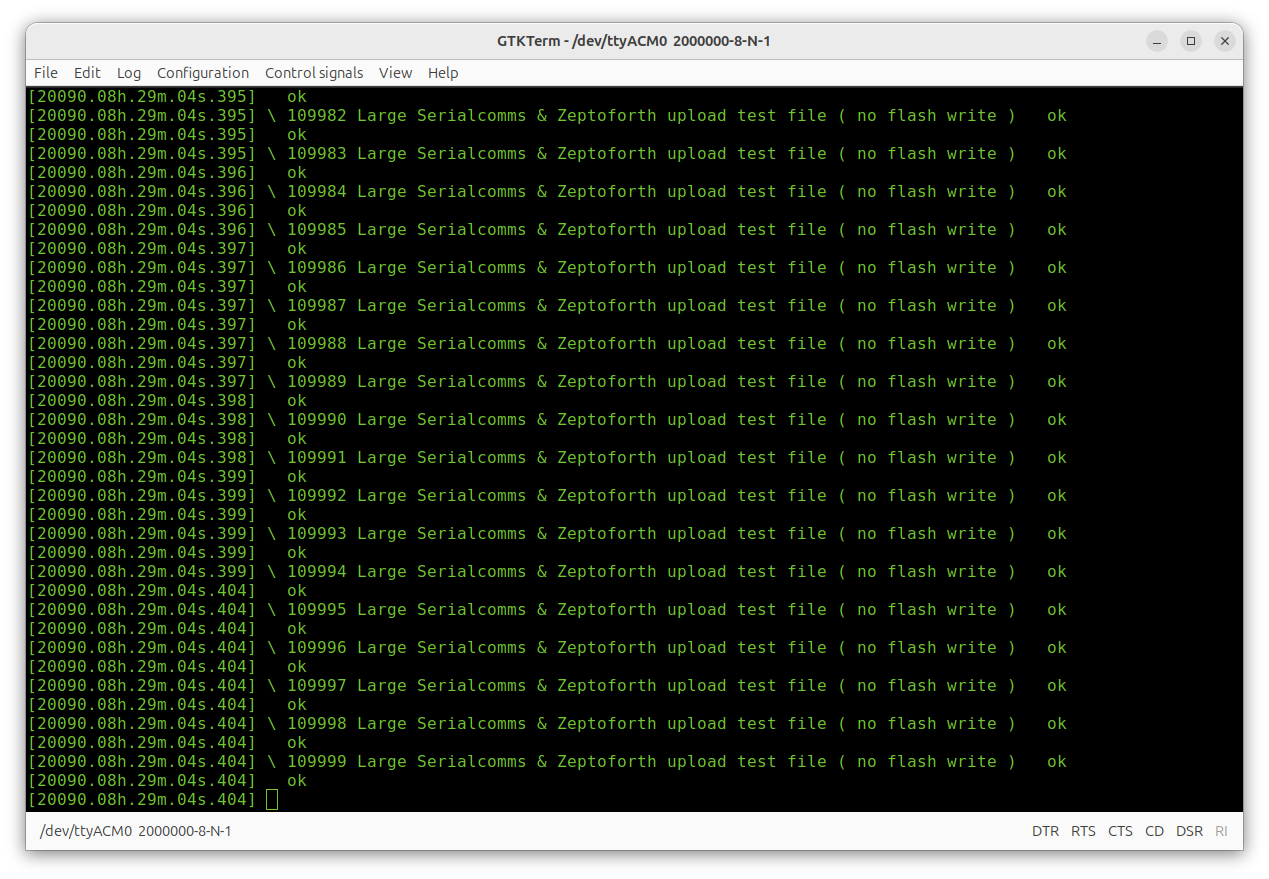 GTKTerm - /dev/ttyACM0 2000000-8-N-1
File Edit Log Configuration Control signals View Help
[20090.08h.29m.04s.395]   ok
[20090.08h.29m.04s.395] \ 109982 Large Serialcomms & Zeptoforth upload test file ( no flash write )   ok
[20090.08h.29m.04s.395]   ok
[20090.08h.29m.04s.395] \ 109983 Large Serialcomms & Zeptoforth upload test file ( no flash write )   ok
[20090.08h.29m.04s.396]   ok
[20090.08h.29m.04s.396] \ 109984 Large Serialcomms & Zeptoforth upload test file ( no flash write )   ok
[20090.08h.29m.04s.396]   ok
[20090.08h.29m.04s.396] \ 109985 Large Serialcomms & Zeptoforth upload test file ( no flash write )   ok
[20090.08h.29m.04s.397]   ok
[20090.08h.29m.04s.397] \ 109986 Large Serialcomms & Zeptoforth upload test file ( no flash write )   ok
[20090.08h.29m.04s.397]   ok
[20090.08h.29m.04s.397] \ 109987 Large Serialcomms & Zeptoforth upload test file ( no flash write )   ok
[20090.08h.29m.04s.397]   ok
[20090.08h.29m.04s.397] \ 109988 Large Serialcomms & Zeptoforth upload test file ( no flash write )   ok
[20090.08h.29m.04s.397]   ok
[20090.08h.29m.04s.397] \ 109989 Large Serialcomms & Zeptoforth upload test file ( no flash write )   ok
[20090.08h.29m.04s.398]   ok
[20090.08h.29m.04s.398] \ 109990 Large Serialcomms & Zeptoforth upload test file ( no flash write )   ok
[20090.08h.29m.04s.398]   ok
[20090.08h.29m.04s.398] \ 109991 Large Serialcomms & Zeptoforth upload test file ( no flash write )   ok
[20090.08h.29m.04s.399]   ok
[20090.08h.29m.04s.399] \ 109992 Large Serialcomms & Zeptoforth upload test file ( no flash write )   ok
[20090.08h.29m.04s.399]   ok
[20090.08h.29m.04s.399] \ 109993 Large Serialcomms & Zeptoforth upload test file ( no flash write )   ok
[20090.08h.29m.04s.399]   ok
[20090.08h.29m.04s.399] \ 109994 Large Serialcomms & Zeptoforth upload test file ( no flash write )   ok
[20090.08h.29m.04s.404]   ok
[20090.08h.29m.04s.404] \ 109995 Large Serialcomms & Zeptoforth upload test file ( no flash write )   ok
[20090.08h.29m.04s.404]   ok
[20090.08h.29m.04s.404] \ 109996 Large Serialcomms & Zeptoforth upload test file ( no flash write )   ok
[20090.08h.29m.04s.404]   ok
[20090.08h.29m.04s.404] \ 109997 Large Serialcomms & Zeptoforth upload test file ( no flash write )   ok
[20090.08h.29m.04s.404]   ok
[20090.08h.29m.04s.404] \ 109998 Large Serialcomms & Zeptoforth upload test file ( no flash write )   ok
[20090.08h.29m.04s.404]   ok
[20090.08h.29m.04s.404] \ 109999 Large Serialcomms & Zeptoforth upload test file ( no flash write )   ok
[20090.08h.29m.04s.404]   ok
[20090.08h.29m.04s.404]
/dev/ttyACM0 2000000-8-N-1 DTR RTS CTS CD DSR RI